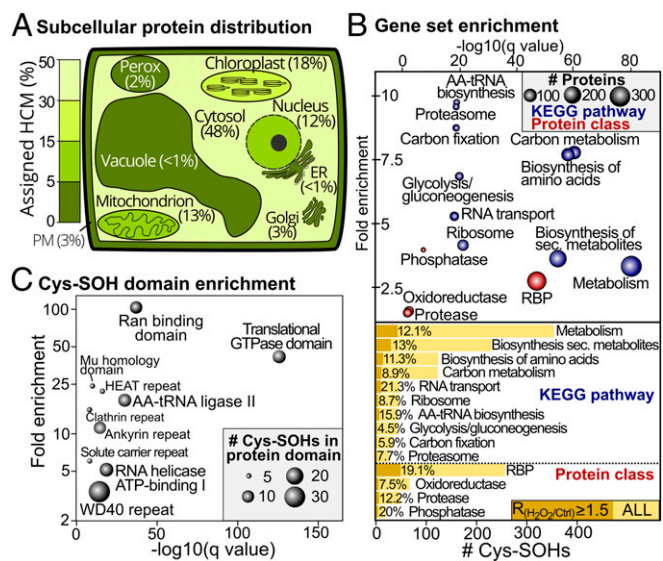 A Subcellular protein distribution
Assigned HCM (%)
50
30
15
5
0
PM (3%)
Perox
(2%)
Chloroplast (18%)
Cytosol
(48%)
Nucleus
(12%)
Vacuole (<1%)
ER
(<1%)
Mitochondrion
(13%)
Golgi
(3%)
B Gene set enrichment
-log10(q value)
0 20 40 60 80
Fold enrichment
10
7.5
5
2.5
# Proteins
100 200 300
KEGG pathway
Protein class
AA-tRNA
biosynthesis
Proteasome
Carbon fixation
Carbon metabolism
Biosynthesis of
amino acids
Glycolysis/
gluconeogenesis
RNA transport
Ribosome
Biosynthesis of
sec. metabolites
Phosphatase
Metabolism
RBP
Oxidoreductase
Protease
12.1% Metabolism
13% Biosynthesis sec. metabolites
11.3% Biosynthesis of amino acids
8.9% Carbon metabolism
21.3% RNA transport
KEGG pathway
8.7% Ribosome
15.9% AA-tRNA biosynthesis
4.5% Glycolysis/gluconeogenesis
5.9% Carbon fixation
7.7% Proteasome
19.1% RBP
Protein class
7.5% Oxidoreductase
12.2% Protease
20% Phosphatase
R(H₂O₂/Ctrl)≥1.5 ALL
0 200 400
# Cys-SOHs
C Cys-SOH domain enrichment
Fold enrichment
100
50
25
10
5
2
Ran binding
domain
Translational
GTPase domain
Mu homology
domain
HEAT repeat
AA-tRNA ligase II
Clathrin repeat
Ankyrin repeat
Solute carrier repeat
RNA helicase
ATP-binding I
WD40 repeat
# Cys-SOHs in
protein domain
5 20
10 30
0 50 100 150
-log10(q value)